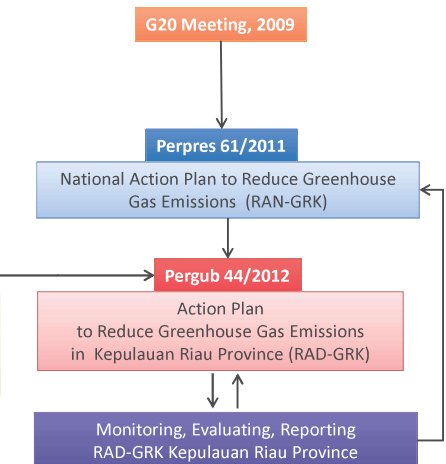 G20 Meeting, 2009
Perpres 61/2011
National Action Plan to Reduce Greenhouse
Gas Emissions (RAN-GRK)
Pergub 44/2012
Action Plan
to Reduce Greenhouse Gas Emissions
in Kepulauan Riau Province (RAD-GRK)
Monitoring, Evaluating, Reporting
RAD-GRK Kepulauan Riau Province